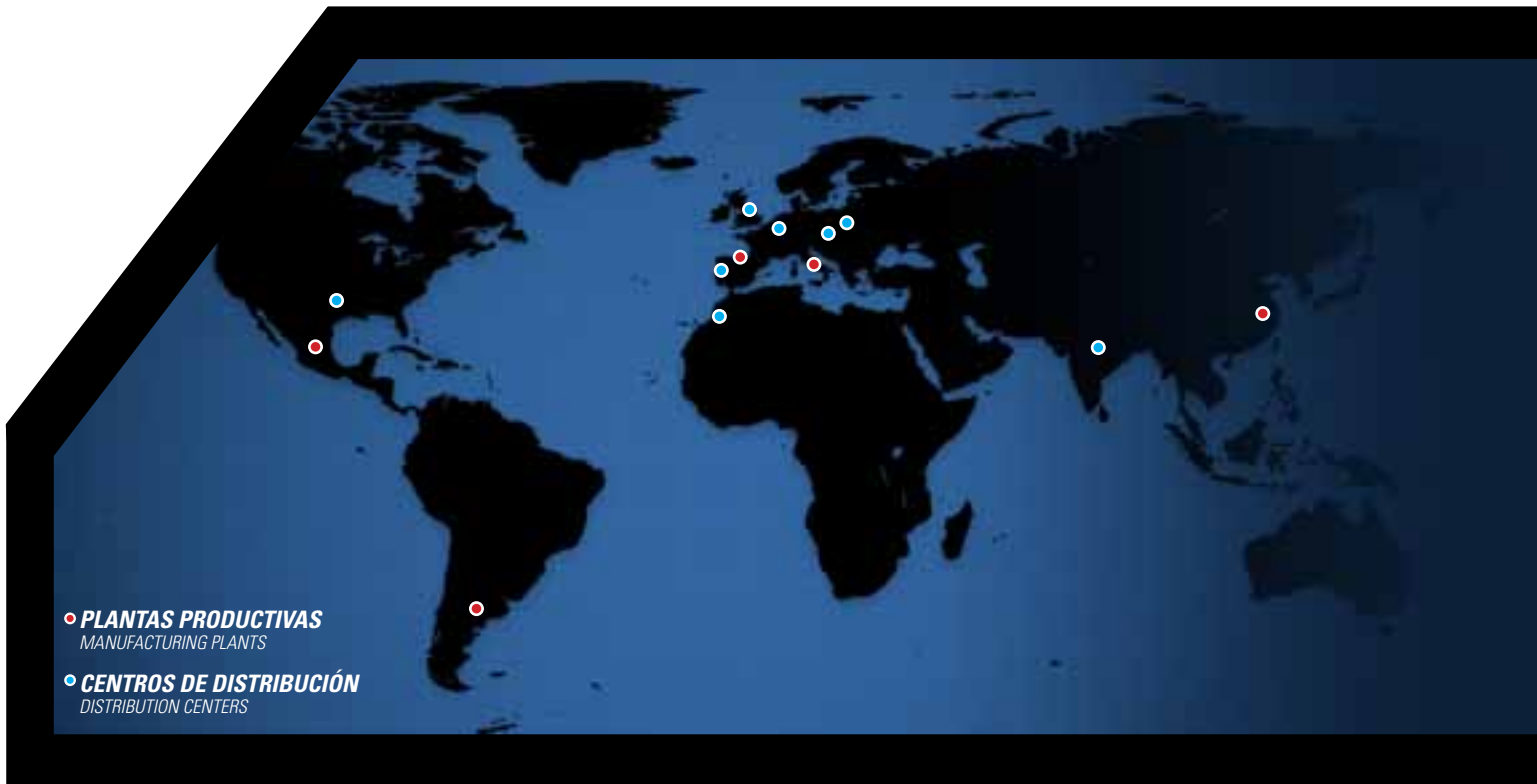 PLANTAS PRODUCTIVAS
MANUFACTURING PLANTS
CENTROS DE DISTRIBUCIÓN
DISTRIBUTION CENTERS